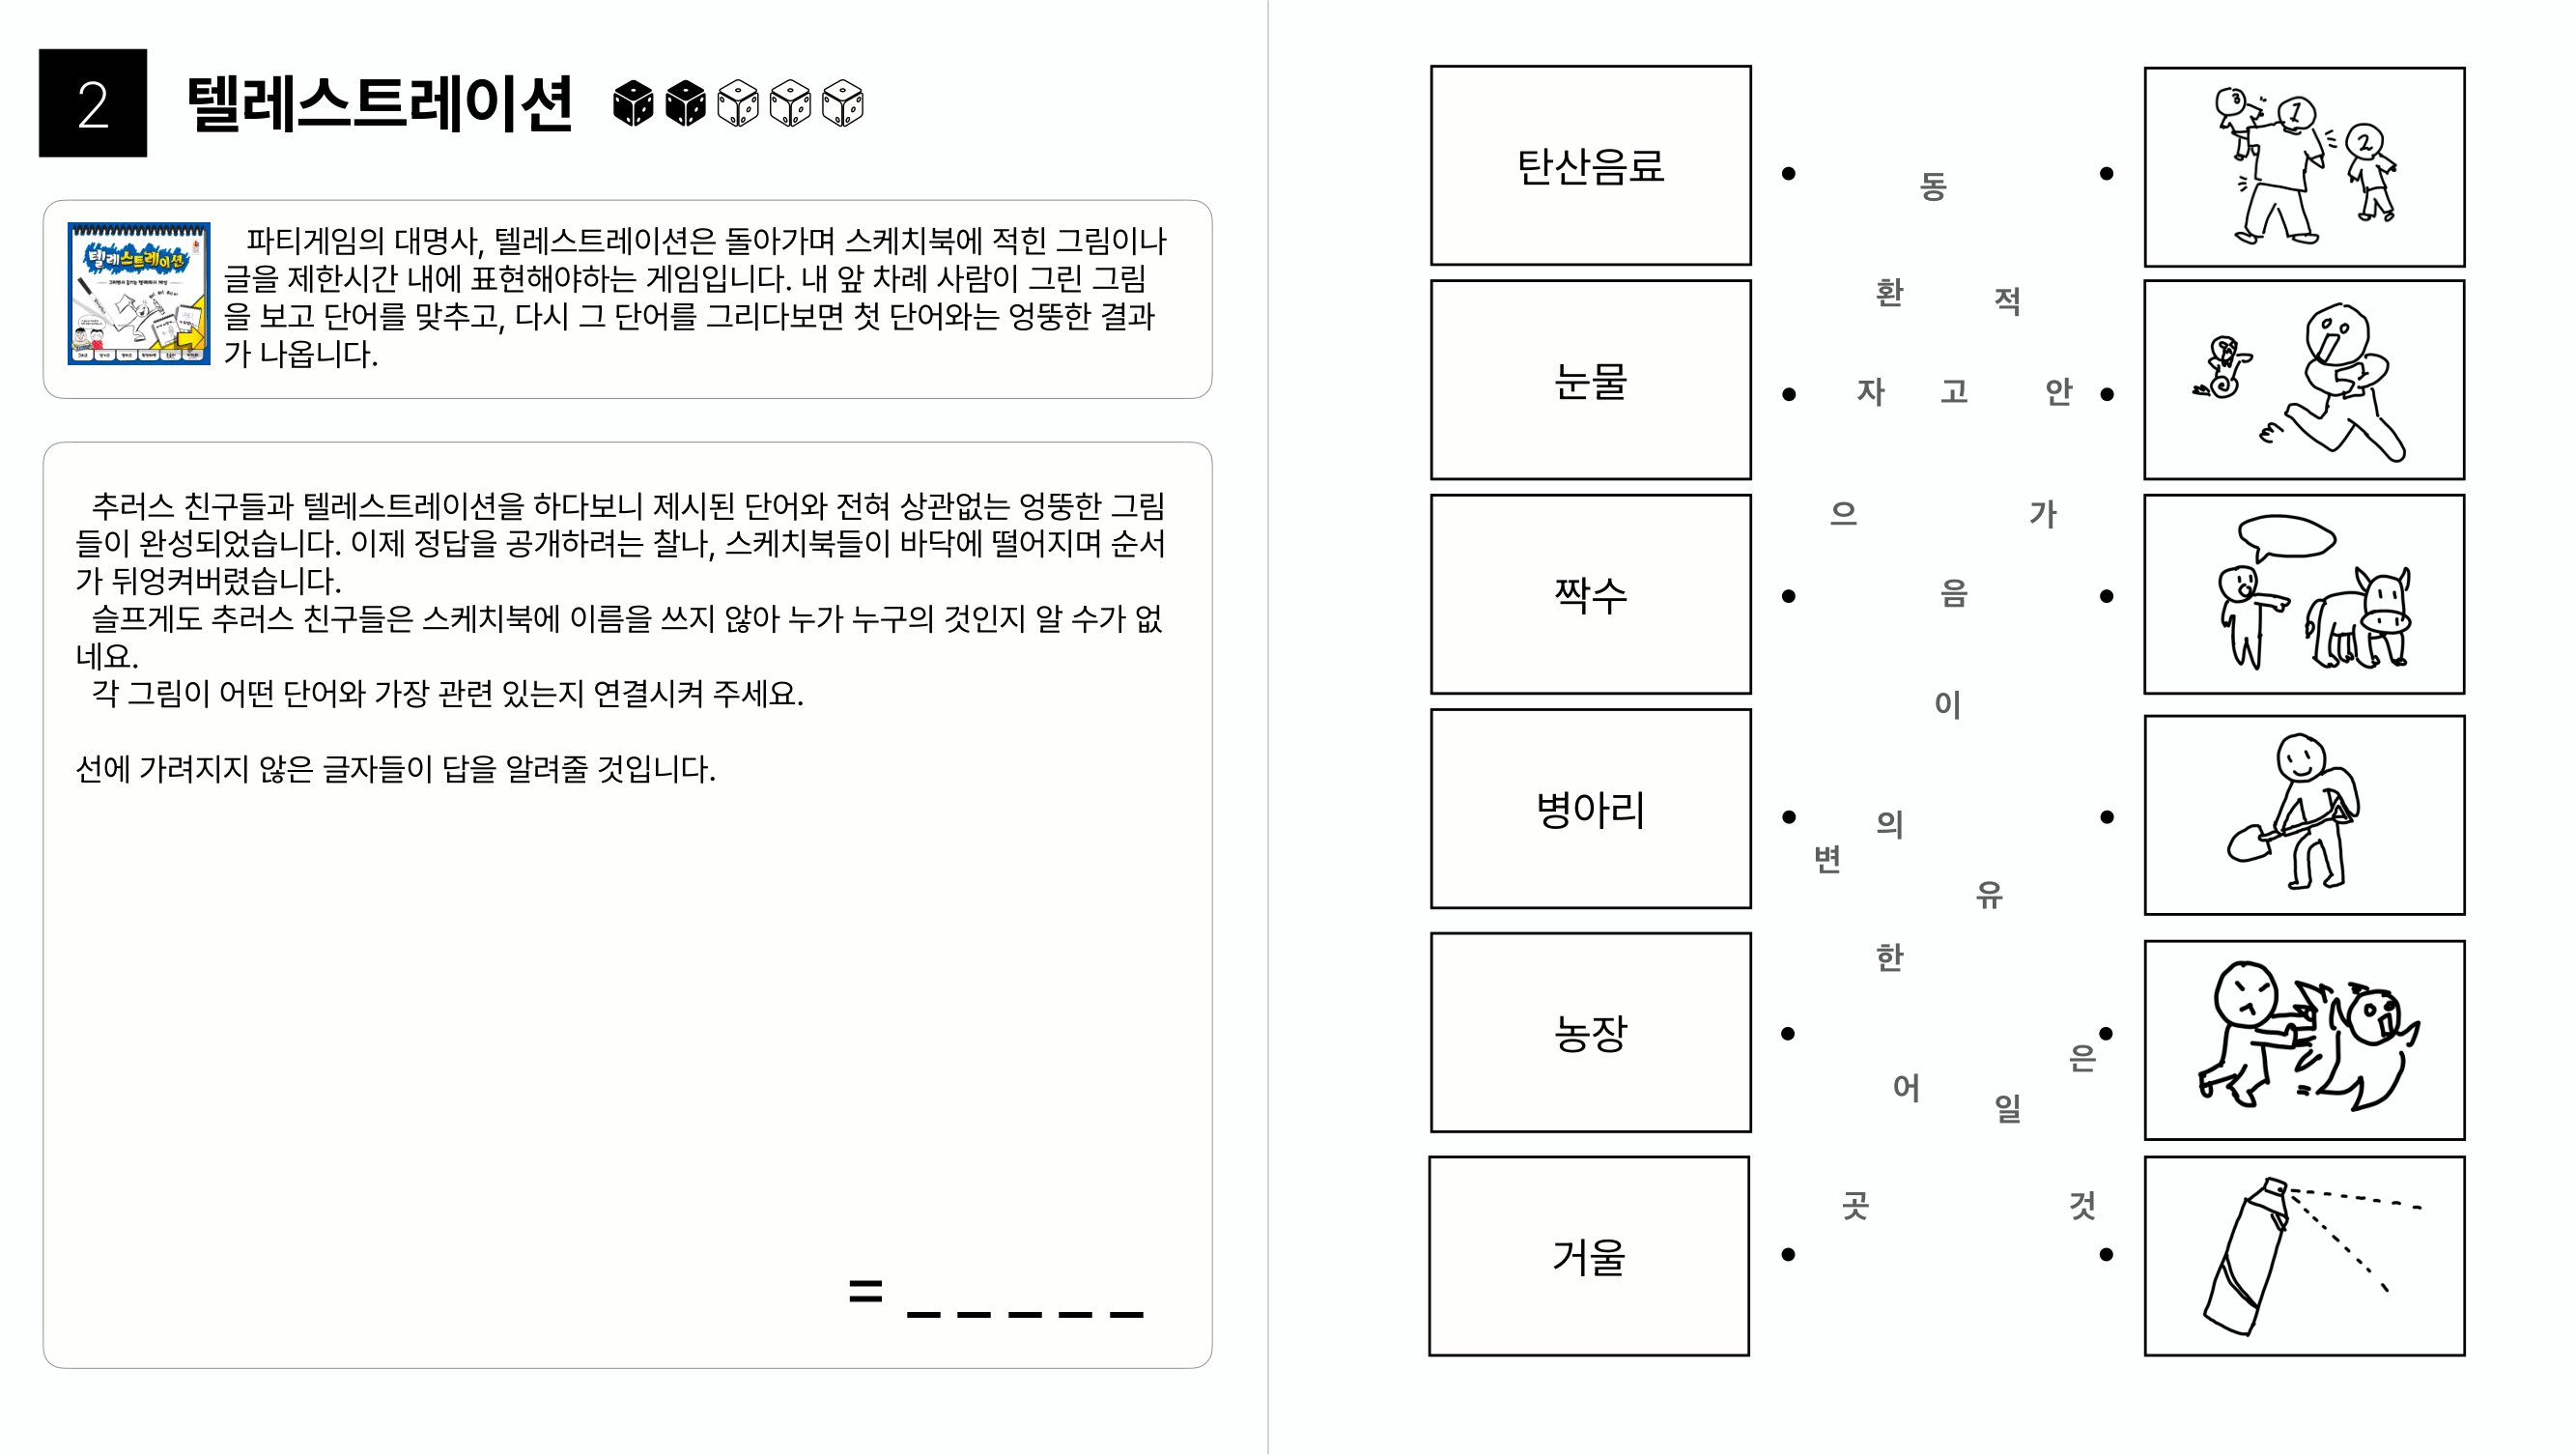 2
텔레스트레이션
텔레스트레이션
파티게임의 대명사, 텔레스트레이션은 돌아가며 스케치북에 적힌 그림이나
글을 제한시간 내에 표현해야하는 게임입니다. 내 앞 차례 사람이 그린 그림
을 보고 단어를 맞추고, 다시 그 단어를 그리다보면 첫 단어와는 엉뚱한 결과
가 나옵니다.
추러스 친구들과 텔레스트레이션을 하다보니 제시된 단어와 전혀 상관없는 엉뚱한 그림
들이 완성되었습니다. 이제 정답을 공개하려는 찰나, 스케치북들이 바닥에 떨어지며 순서
가 뒤엉켜버렸습니다.
슬프게도 추러스 친구들은 스케치북에 이름을 쓰지 않아 누가 누구의 것인지 알 수가 없
네요.
각 그림이 어떤 단어와 가장 관련 있는지 연결시켜 주세요.
선에 가려지지 않은 글자들이 답을 알려줄 것입니다.
= _ _ _ _ _
탄산음료
눈물
짝수
병아리
농장
거울
동
환 적
자 고 안
으 가
음
이
의
변
유
한
은
어 일
곳 것
3 1 2